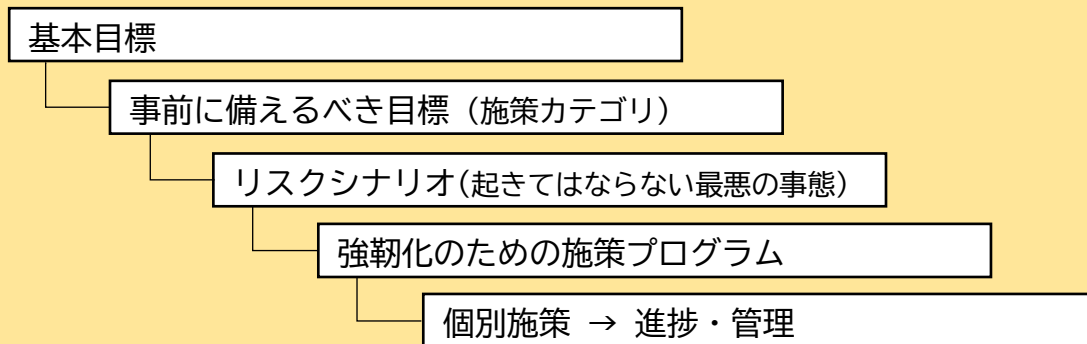 基本目標
事前に備えるべき目標（施策カテゴリ）
リスクシナリオ(起きてはならない最悪の事態)
強靭化のための施策プログラム
個別施策 → 進捗・管理